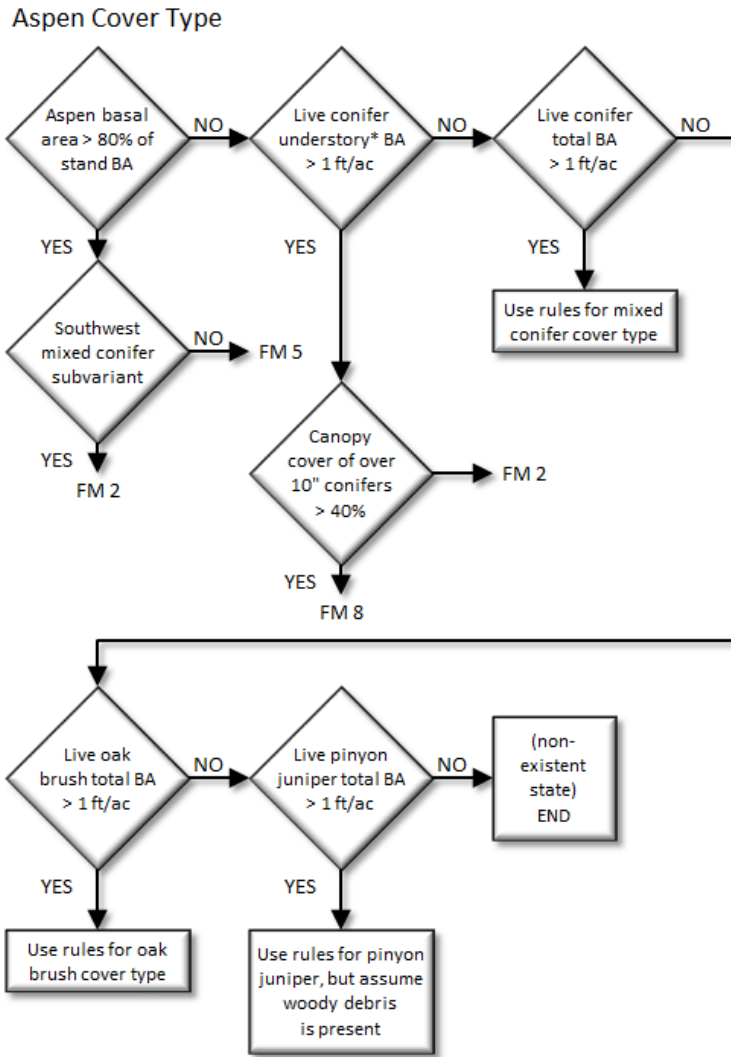 Aspen Cover Type
Aspen basal
area > 80% of
stand BA
NO
Live conifer
understory* BA
> 1 ft/ac
NO
Live conifer
total BA
> 1 ft/ac
NO
YES
YES
YES
Southwest
mixed conifer
subvariant
NO
FM 5
Use rules for mixed
conifer cover type
YES
FM 2
Canopy
cover of over
10" conifers
> 40%
FM 2
YES
FM 8
Live oak
brush total BA
> 1 ft/ac
NO
Live pinyon
juniper total BA
> 1 ft/ac
NO
(non-
existent
state)
END
YES
YES
Use rules for oak
brush cover type
Use rules for pinyon
juniper, but assume
woody debris
is present